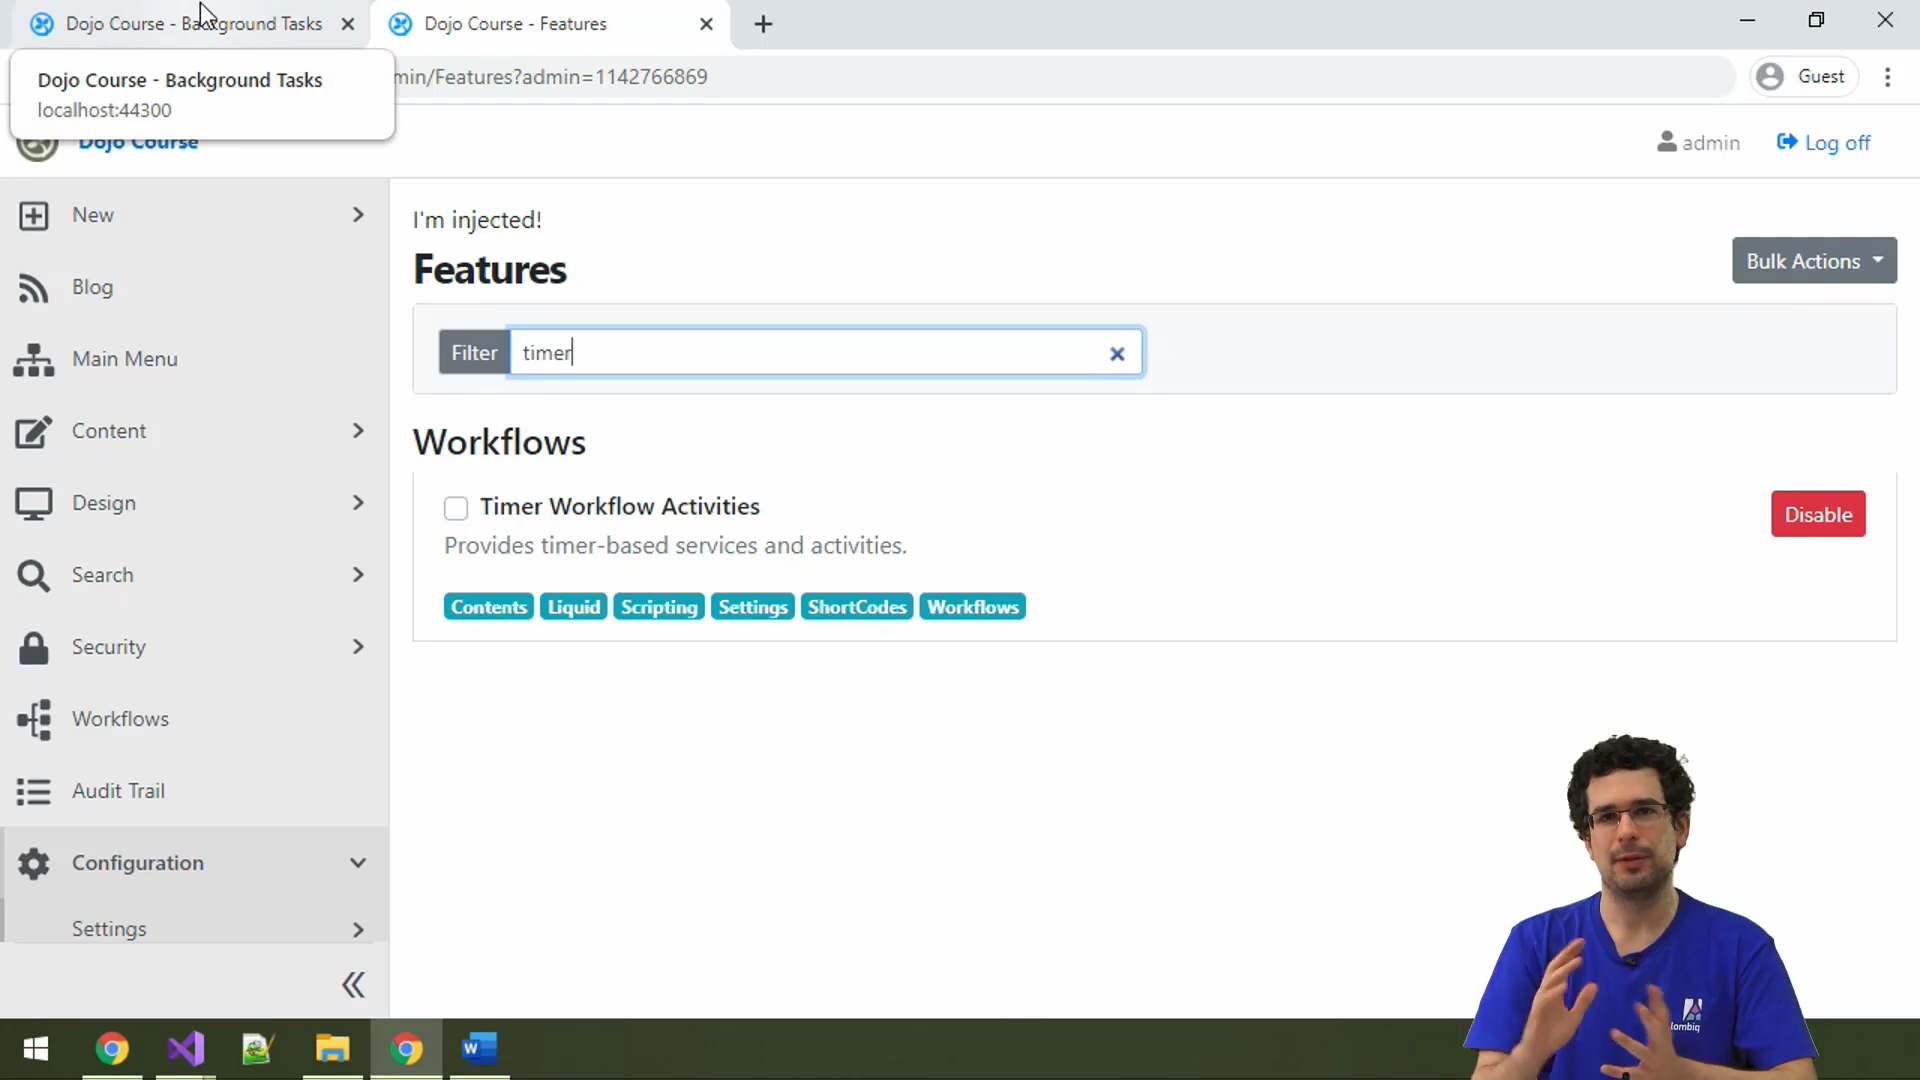 Dojo Course - Background Tasks
Dojo Course - Features
Dojo Course - Background Tasks
localhost:44300
min/Features?admin=1142766869
Guest
Dojo Course
admin
Log off
New
Blog
Main Menu
Content
Design
Search
Security
Workflows
Audit Trail
Configuration
Settings
I'm injected!
Features
Bulk Actions
Filter
timer
Workflows
Timer Workflow Activities
Disable
Provides timer-based services and activities.
Contents Liquid Scripting Settings ShortCodes Workflows
lombiq
W